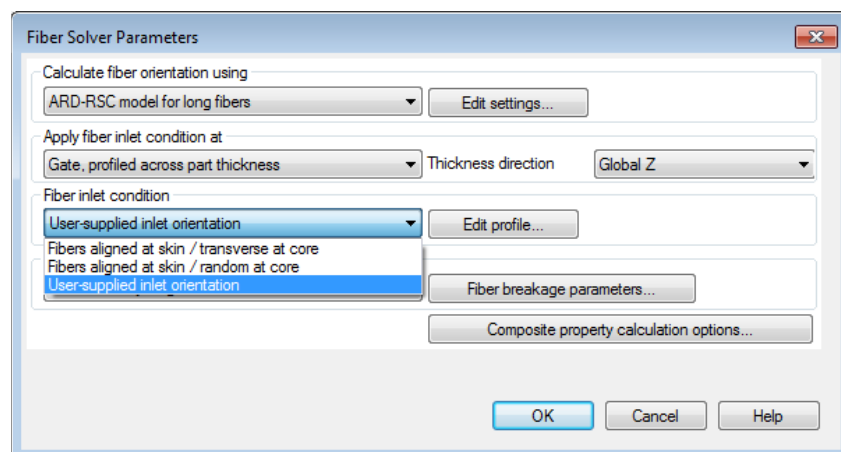 Fiber Solver Parameters
Calculate fiber orientation using
ARD-RSC model for long fibers Edit settings...
Apply fiber inlet condition at
Gate, profiled across part thickness Thickness direction Global Z
Fiber inlet condition
User-supplied inlet orientation Edit profile...
Fibers aligned at skin / transverse at core
Fibers aligned at skin / random at core
User-supplied inlet orientation
Fiber breakage parameters...
Composite property calculation options...
OK Cancel Help